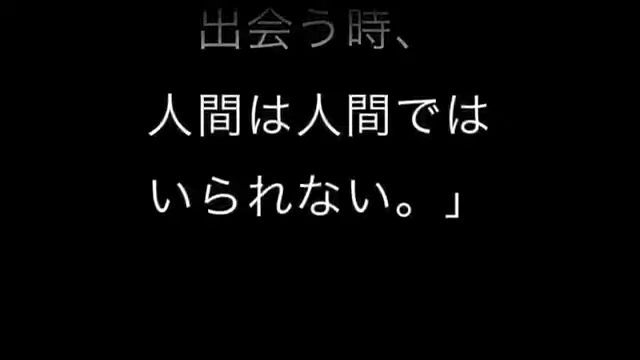 出会う時、
人間は人間では
いられない。」